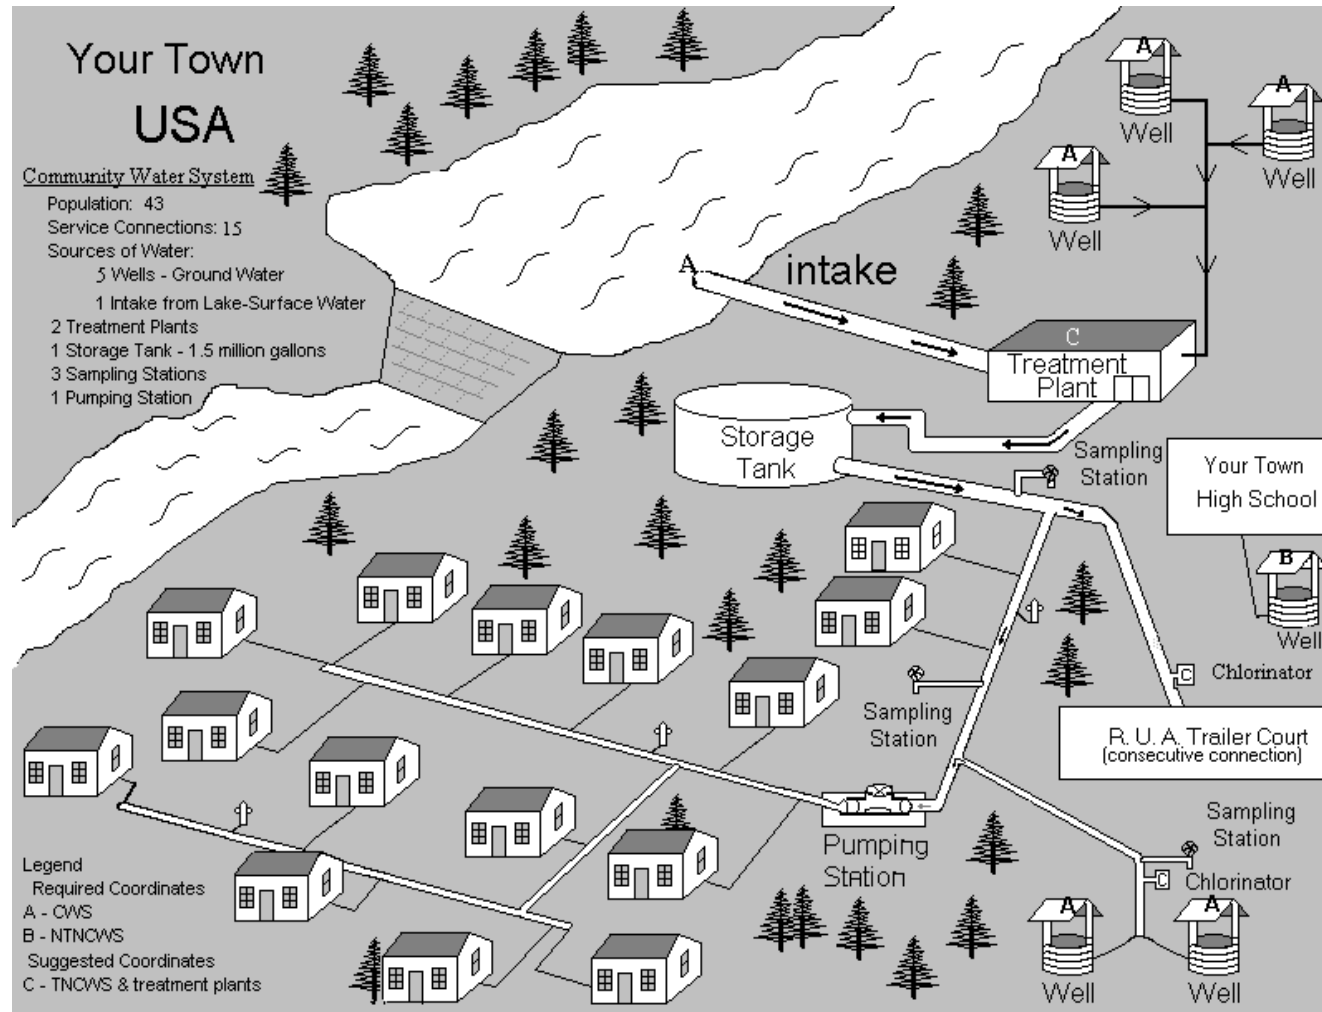 Your Town
USA
Community Water System
Population: 43
Service Connections: 15
Sources of Water:
5 Wells - Ground Water
1 Intake from Lake-Surface Water
2 Treatment Plants
1 Storage Tank - 1.5 million gallons
3 Sampling Stations
1 Pumping Station
A
Well
A
Well
A
Well
A
intake
C
Treatment
Plant
Storage
Tank
Sampling
Station
Your Town
High School
B
Well
C
Chlorinator
Sampling
Station
R. U. A. Trailer Court
(consecutive connection)
Pumping
Station
Sampling
Station
C
Chlorinator
A
Well
A
Well
Legend
Required Coordinates
A - CWS
B - NTNCWS
Suggested Coordinates
C - TNCWS & treatment plants